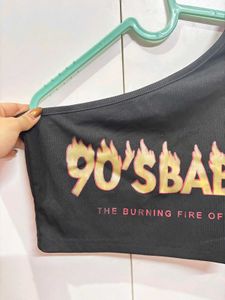 90'SBAB
THE BURNING FIRE OF